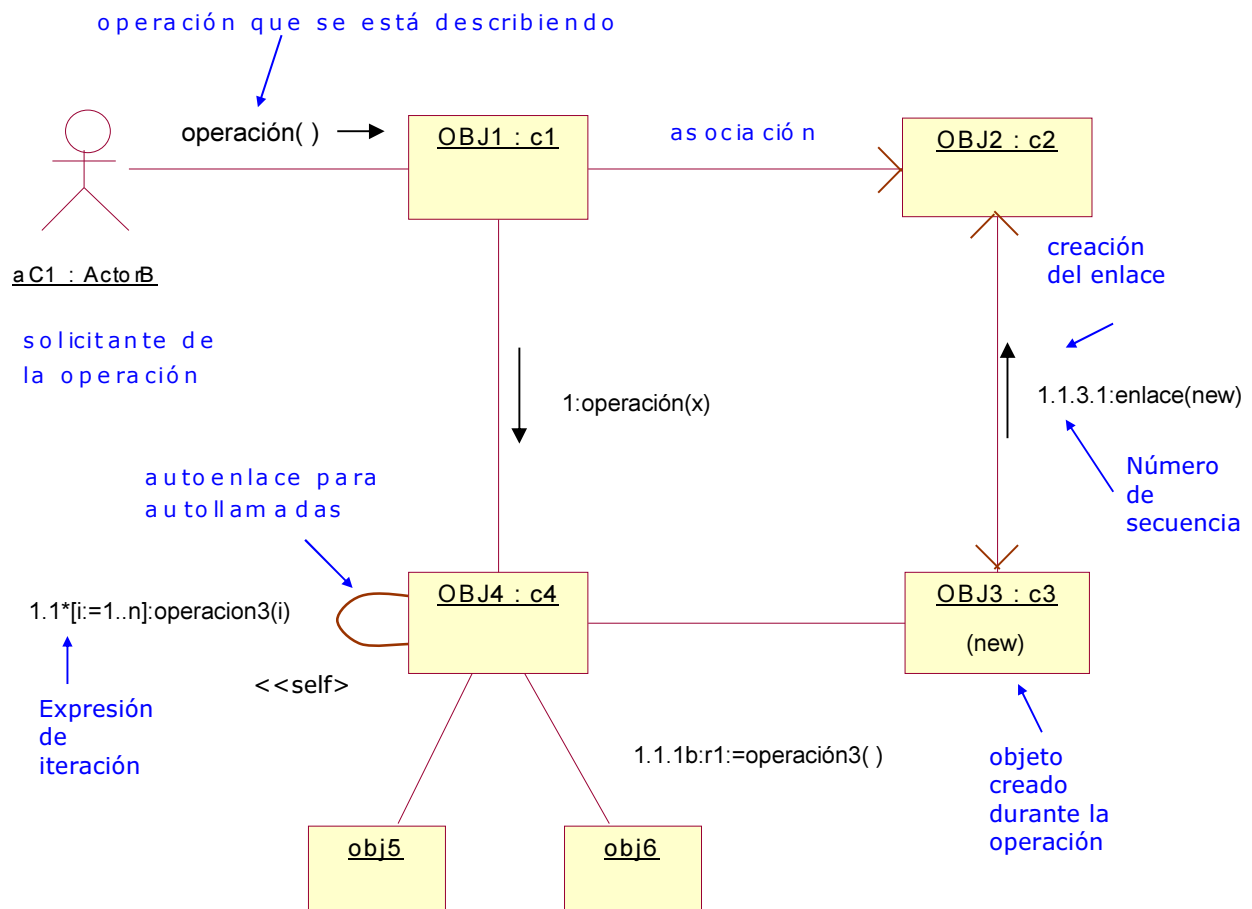 operación que se está describiendo
operación( )
OBJ1 : c1
asociación
OBJ2 : c2
aC1 : ActorB
creación
del enlace
solicitante de
la operación
1:operación(x)
1.1.3.1:enlace(new)
autoenlace para
autollamadas
Número
de
secuencia
1.1*[i:=1..n]:operacion3(i)
OBJ4 : c4
OBJ3 : c3
(new)
<<self>
Expresión
de
iteración
1.1.1b:r1:=operación3( )
objeto
creado
durante la
operación
obj5
obj6